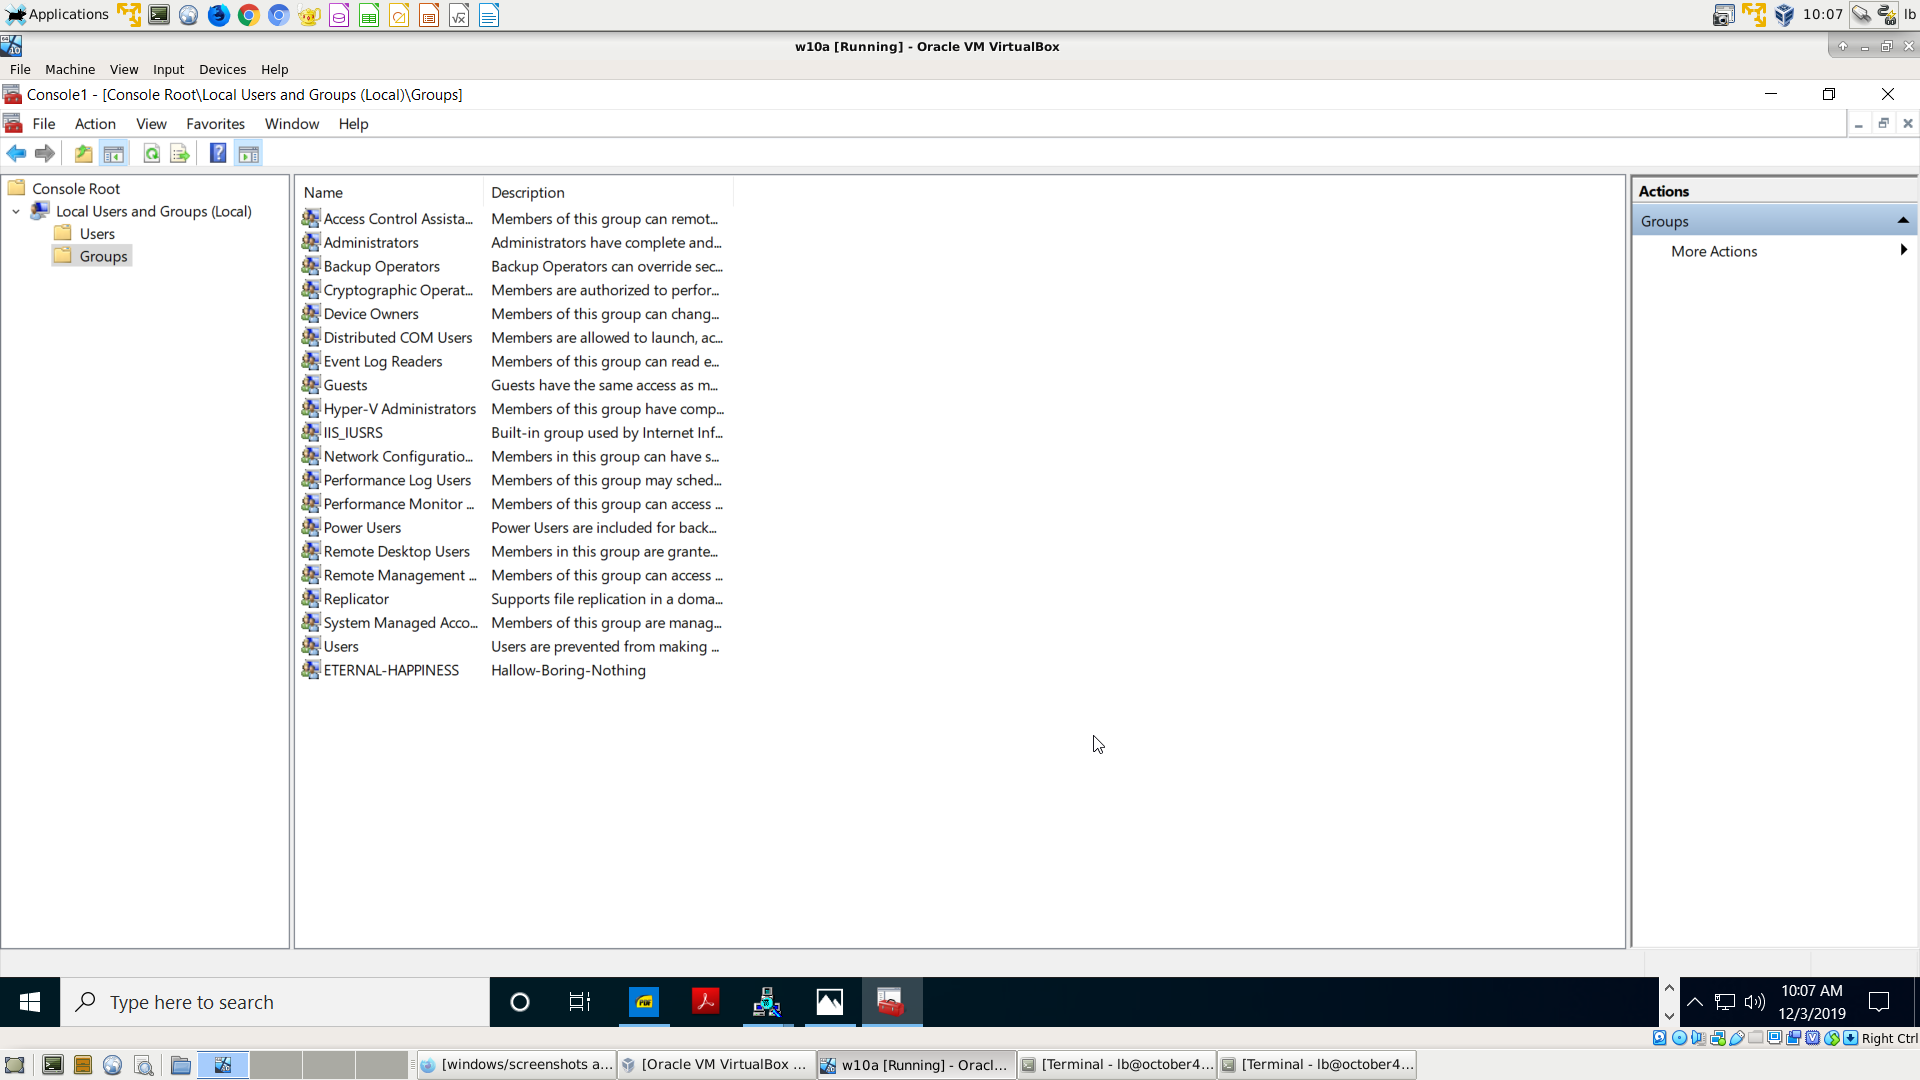 Applications
10:07
lb
w10a [Running] - Oracle VM VirtualBox
File Machine View Input Devices Help
Console1 - [Console Root\Local Users and Groups (Local)\Groups]
File Action View Favorites Window Help
Console Root
Local Users and Groups (Local)
Users
Groups
Name Description
Access Control Assista... Members of this group can remot...
Administrators Administrators have complete and...
Backup Operators Backup Operators can override sec...
Cryptographic Operat... Members are authorized to perfor...
Device Owners Members of this group can chang...
Distributed COM Users Members are allowed to launch, ac...
Event Log Readers Members of this group can read e...
Guests Guests have the same access as m...
Hyper-V Administrators Members of this group have comp...
IIS_IUSRS Built-in group used by Internet Inf...
Network Configuratio... Members in this group can have s...
Performance Log Users Members of this group may sched...
Performance Monitor ... Members of this group can access ...
Power Users Power Users are included for back...
Remote Desktop Users Members in this group are grante...
Remote Management ... Members of this group can access ...
Replicator Supports file replication in a doma...
System Managed Acco... Members of this group are manag...
Users Users are prevented from making ...
ETERNAL-HAPPINESS Hallow-Boring-Nothing
Actions
Groups
More Actions
Type here to search
10:07 AM
12/3/2019
Right Ctrl
[windows/screenshots a...
[Oracle VM VirtualBox ...
w10a [Running] - Oracl...
[Terminal - lb@october4...
[Terminal - lb@october4...